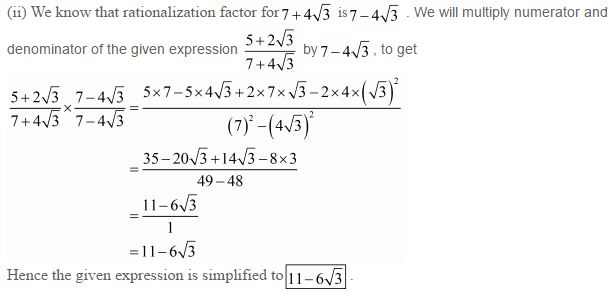 (ii) We know that rationalization factor for 7+4√3 is 7−4√3 . We will multiply numerator and
denominator of the given expression (5+2√3)/(7+4√3) by 7−4√3 , to get
(5+2√3)/(7+4√3) × (7−4√3)/(7−4√3) = (5×7−5×4√3+2×7×√3−2×4×(√3)²)/((7)²−(4√3)²)
= (35−20√3+14√3−8×3)/(49−48)
= (11−6√3)/1
=11−6√3
Hence the given expression is simplified to 11−6√3 .